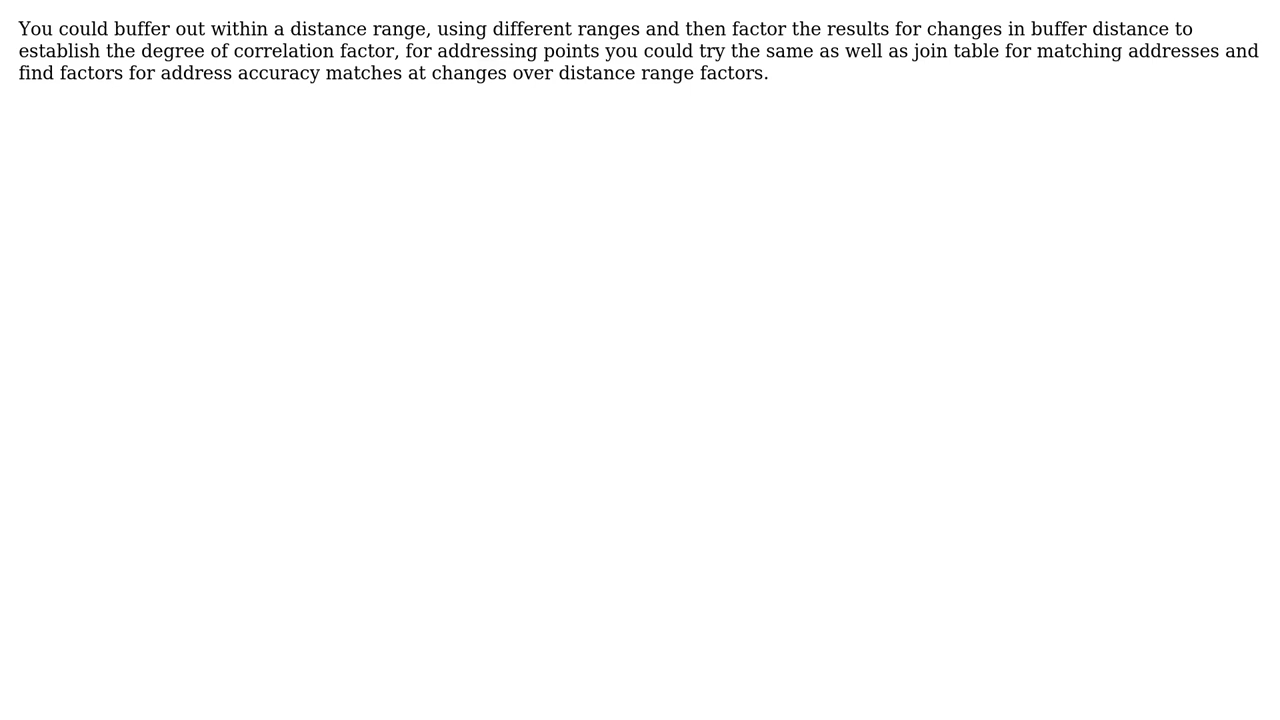 You could buffer out within a distance range, using different ranges and then factor the results for changes in buffer distance to
establish the degree of correlation factor, for addressing points you could try the same as well as join table for matching addresses and
find factors for address accuracy matches at changes over distance range factors.